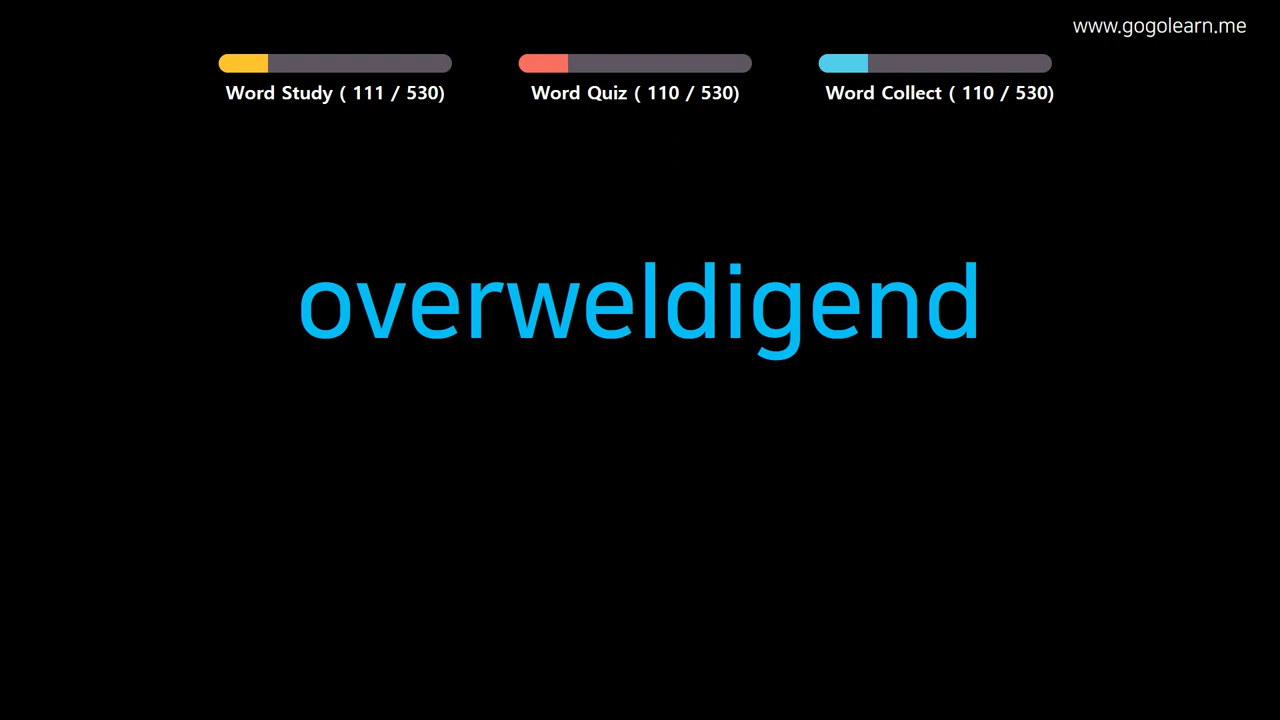 www.gogolearn.me
Word Study ( 111 / 530)
Word Quiz ( 110 / 530)
Word Collect ( 110 / 530)
overweldigend